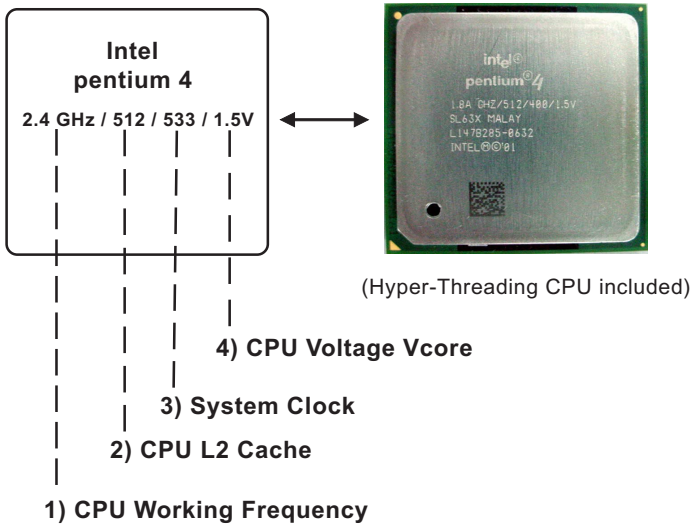 Intel
pentium 4
2.4 GHz / 512 / 533 / 1.5V
intel®
pentium®4
1.8A GHZ/512/400/1.5V
SL63X MALAY
L147B285-0632
INTEL®©'01
(Hyper-Threading CPU included)
4) CPU Voltage Vcore
3) System Clock
2) CPU L2 Cache
1) CPU Working Frequency